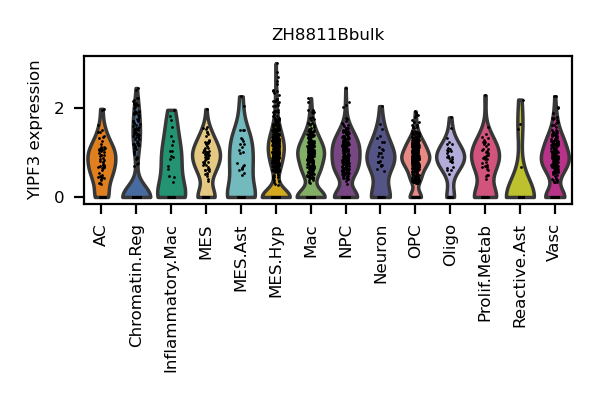 ZH8811Bbulk
YIPF3 expression
2
0
AC
Chromatin.Reg
Inflammatory.Mac
MES
MES.Ast
MES.Hyp
Mac
NPC
Neuron
OPC
Oligo
Prolif.Metab
Reactive.Ast
Vasc